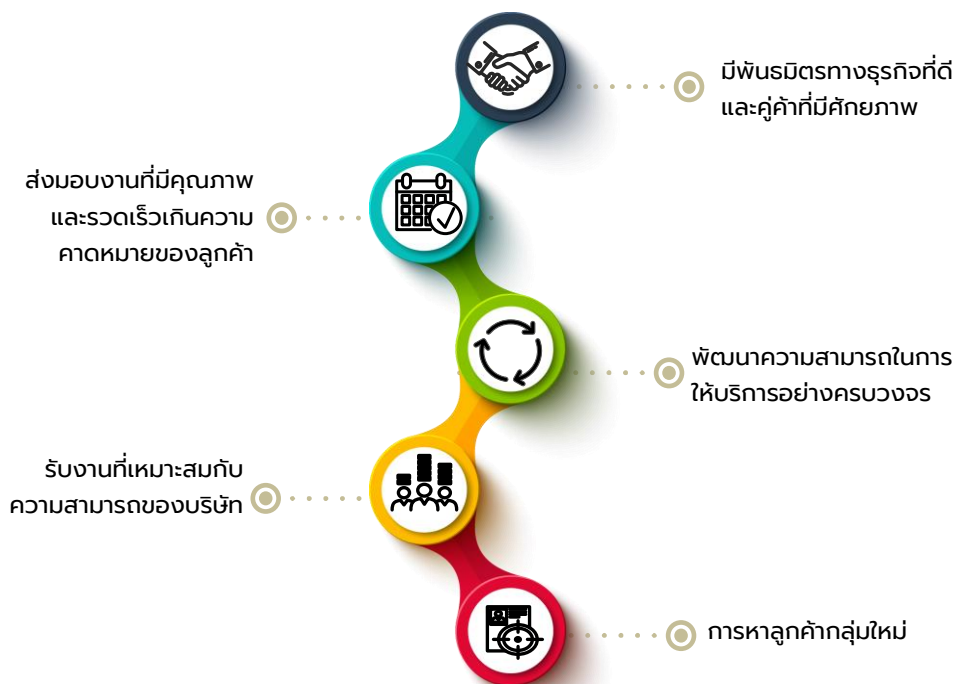 มีพันธมิตรทางธุรกิจที่ดี
และคู่ค้าที่มีศักยภาพ
ส่งมอบงานที่มีคุณภาพ
และรวดเร็วเกินความ
คาดหมายของลูกค้า
พัฒนาความสามารถในการ
ให้บริการอย่างครบวงจร
รับงานที่เหมาะสมกับ
ความสามารถของบริษัท
การหาลูกค้ากลุ่มใหม่